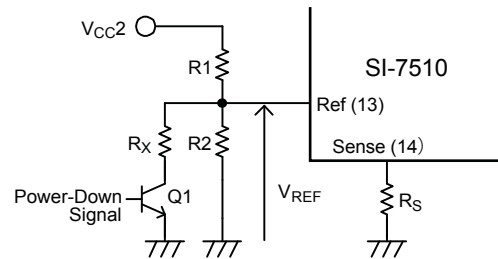 VCC2
R1
SI-7510
Ref (13)
RX
R2
Sense (14)
Power-Down
Signal
Q1
VREF
RS